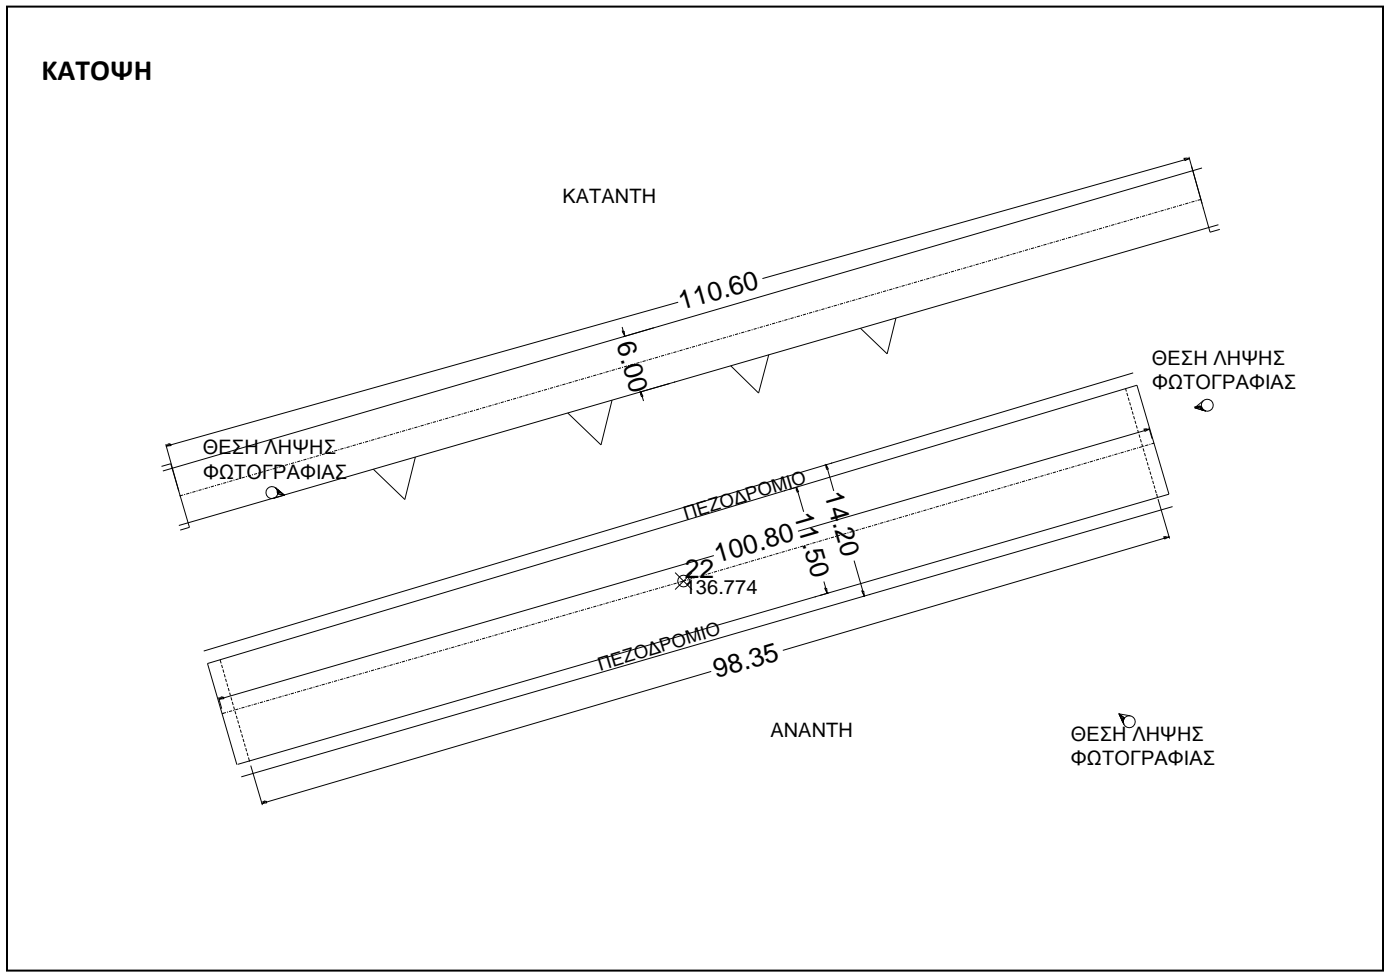 ΚΑΤΟΨΗ
ΚΑΤΑΝΤΗ
110.60
6.00
ΘΕΣΗ ΛΗΨΗΣ
ΦΩΤΟΓΡΑΦΙΑΣ
ΘΕΣΗ ΛΗΨΗΣ
ΦΩΤΟΓΡΑΦΙΑΣ
ΠΕΖΟΔΡΟΜΙΟ
14.20
11.50
100.80
22
136.774
ΠΕΖΟΔΡΟΜΙΟ
98.35
ΑΝΑΝΤΗ
ΘΕΣΗ ΛΗΨΗΣ
ΦΩΤΟΓΡΑΦΙΑΣ